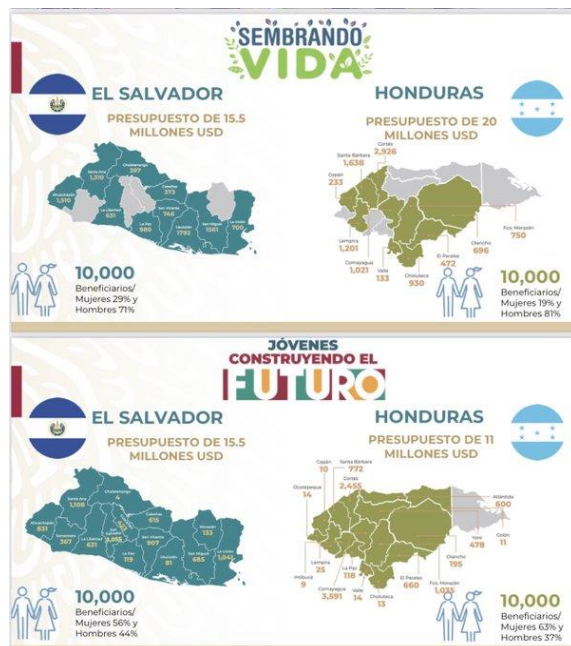 SEMBRANDO
VIDA
EL SALVADOR
PRESUPUESTO DE 15.5
MILLONES USD
Chalatenango
397
Santa Ana
1,310
Ahuachapán
1,510
Cabañas
373
La Libertad
631
San Vicente
746
La Paz
980
Usulután
1792
San Miguel
1561
La Unión
700
10,000
Beneficiarios/
Mujeres 29% y
Hombres 71%
HONDURAS
PRESUPUESTO DE 20
MILLONES USD
Cortés
2,926
Santa Bárbara
1,638
Copán
233
Lempira
1,201
Comayagua
1,021
Valle
133
Choluteca
930
El Paraíso
472
Olancho
696
Fco. Morazán
750
10,000
Beneficiarios/
Mujeres 19% y
Hombres 81%
JÓVENES
CONSTRUYENDO EL
FUTURO
EL SALVADOR
PRESUPUESTO DE 15.5
MILLONES USD
Chalatenango
4
Santa Ana
1,108
Ahuachapán
831
Cabañas
615
Sonsonate
367
La Libertad
631
San Vicente
907
La Paz
119
Usulután
81
Morazán
133
San Miguel
685
La Unión
1,041
10,000
Beneficiarios/
Mujeres 56% y
Hombres 44%
HONDURAS
PRESUPUESTO DE 11
MILLONES USD
Copán
10
Santa Bárbara
772
Cortés
2,455
Ocotepeque
14
Atlántida
600
Colón
11
Yoro
478
Olancho
195
Intibucá
9
Lempira
25
La Paz
118
Comayagua
3,591
Valle
14
Choluteca
13
El Paraíso
660
Fco. Morazán
1,035
10,000
Beneficiarios/
Mujeres 63% y
Hombres 37%